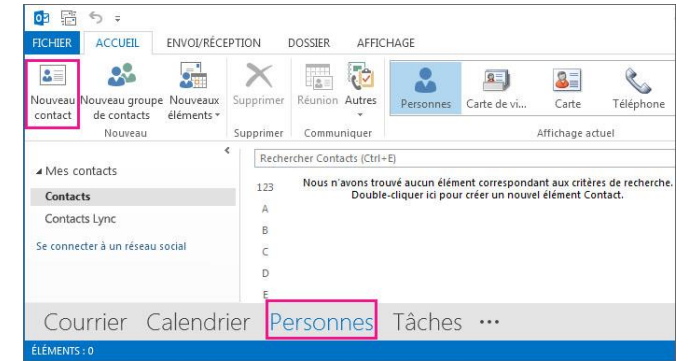 FICHIER ACCUEIL ENVOI/RÉCEPTION DOSSIER AFFICHAGE
Nouveau contact
Nouveau groupe de contacts
Nouveaux éléments
Supprimer
Réunion
Autres
Personnes
Carte de vi...
Carte
Téléphone
Nouveau Supprimer Communiquer Affichage actuel
Mes contacts
Contacts
Contacts Lync
Se connecter à un réseau social
Rechercher Contacts (Ctrl+E)
123
A
B
C
D
E
Nous n'avons trouvé aucun élément correspondant aux critères de recherche.
Double-cliquer ici pour créer un nouvel élément Contact.
Courrier Calendrier Personnes Tâches ...
ÉLÉMENTS : 0